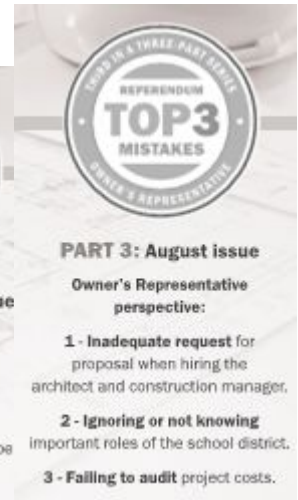 THIRD IN A THREE-PART SERIES
REFERENDUM
TOP3
MISTAKES
OWNER'S REPRESENTATIVE
PART 3: August issue
Owner's Representative
perspective:
1 - Inadequate request for
proposal when hiring the
architect and construction manager.
2 - Ignoring or not knowing
important roles of the school district.
3 - Failing to audit project costs.